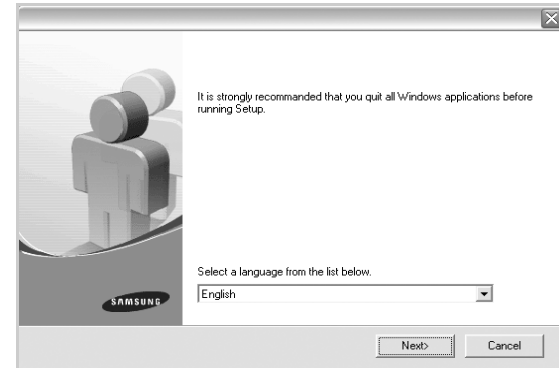 It is strongly recommanded that you quit all Windows applications before
running Setup.
Select a language from the list below.
English
SAMSUNG
Next>
Cancel